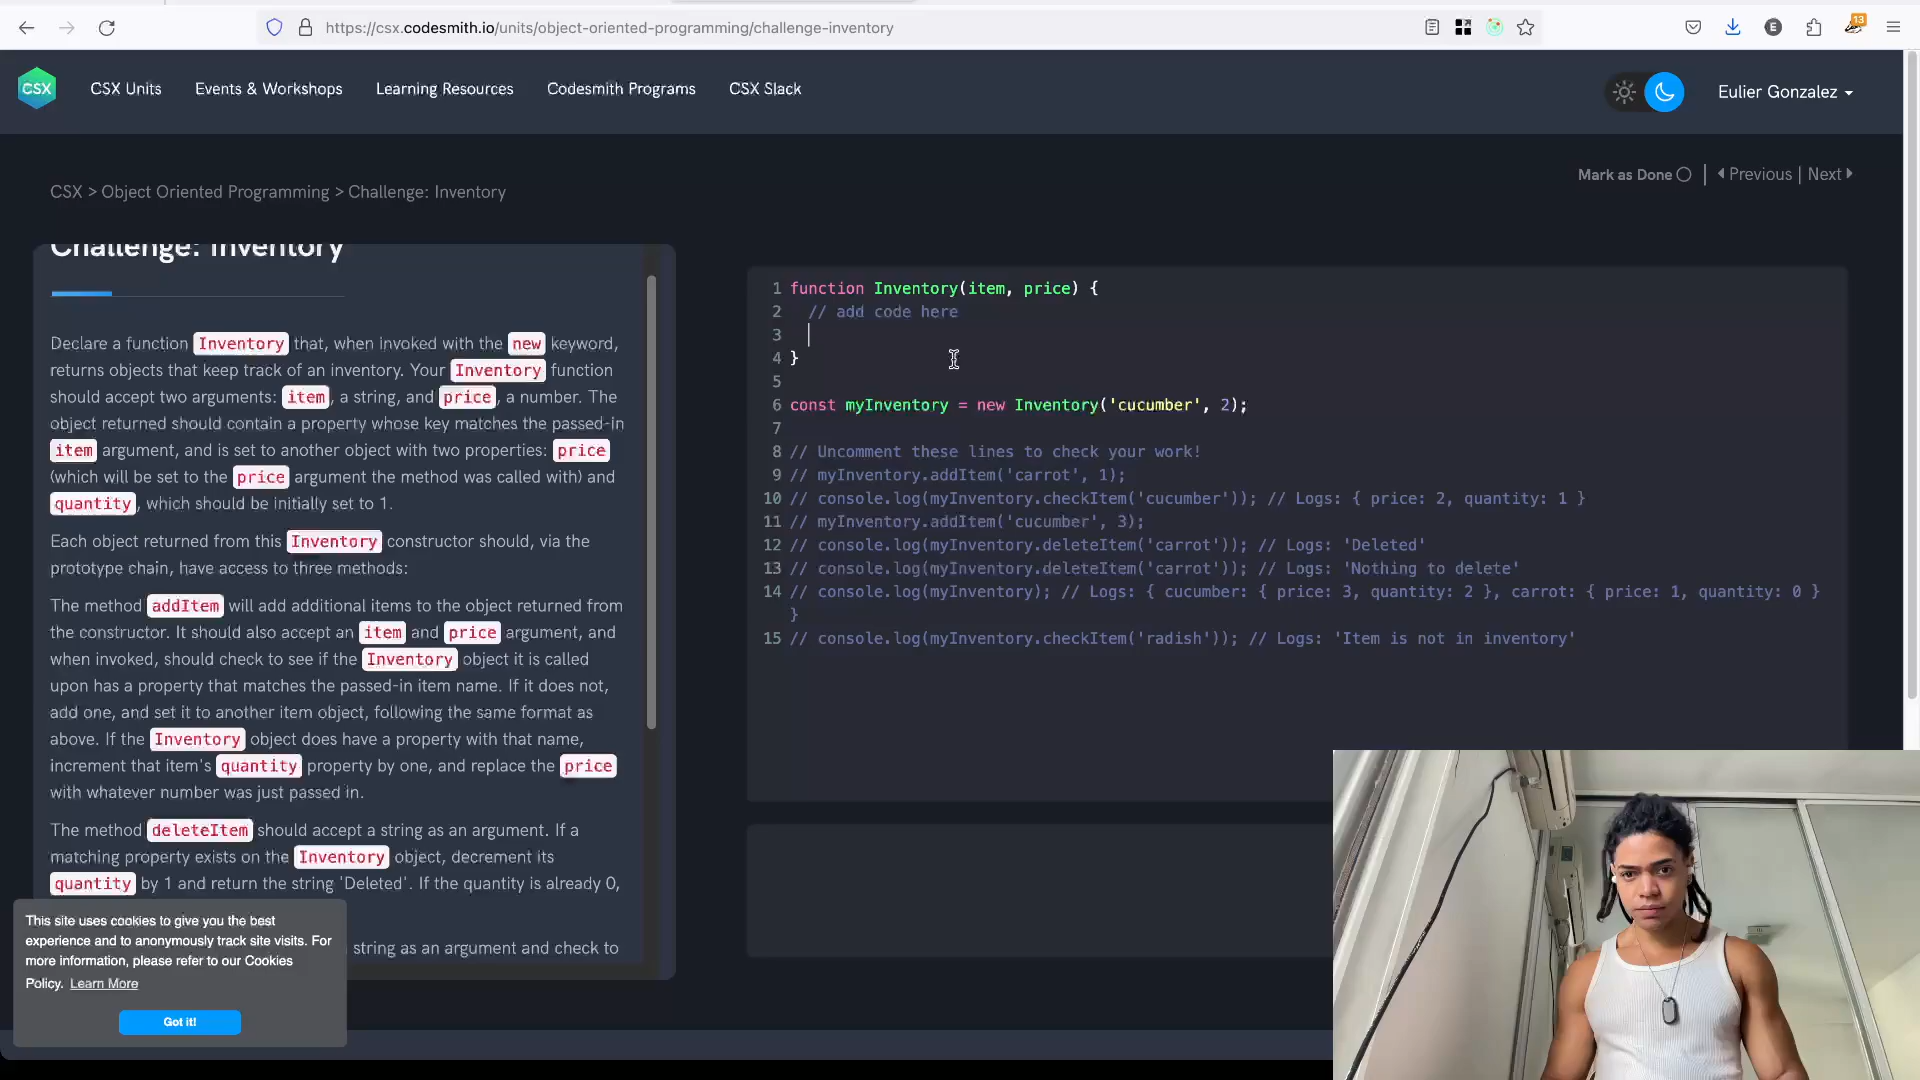 https://csx.codesmith.io/units/object-oriented-programming/challenge-inventory
13
CSX
CSX Units
Events & Workshops
Learning Resources
Codesmith Programs
CSX Slack
Eulier Gonzalez
CSX > Object Oriented Programming > Challenge: Inventory
Mark as Done
Previous | Next
Challenge: Inventory
Declare a function Inventory that, when invoked with the new keyword,
returns objects that keep track of an inventory. Your Inventory function
should accept two arguments: item, a string, and price, a number. The
object returned should contain a property whose key matches the passed-in
item argument, and is set to another object with two properties: price
(which will be set to the price argument the method was called with) and
quantity, which should be initially set to 1.
Each object returned from this Inventory constructor should, via the
prototype chain, have access to three methods:
The method addItem will add additional items to the object returned from
the constructor. It should also accept an item and price argument, and
when invoked, should check to see if the Inventory object it is called
upon has a property that matches the passed-in item name. If it does not,
add one, and set it to another item object, following the same format as
above. If the Inventory object does have a property with that name,
increment that item's quantity property by one, and replace the price
with whatever number was just passed in.
The method deleteItem should accept a string as an argument. If a
matching property exists on the Inventory object, decrement its
quantity by 1 and return the string 'Deleted'. If the quantity is already 0,
string as an argument and check to
This site uses cookies to give you the best
experience and to anonymously track site visits. For
more information, please refer to our Cookies
Policy. Learn More
Got it!
1 function Inventory(item, price) {
2 // add code here
3
4 }
5
6 const myInventory = new Inventory('cucumber', 2);
7
8 // Uncomment these lines to check your work!
9 // myInventory.addItem('carrot', 1);
10 // console.log(myInventory.checkItem('cucumber')); // Logs: { price: 2, quantity: 1 }
11 // myInventory.addItem('cucumber', 3);
12 // console.log(myInventory.deleteItem('carrot')); // Logs: 'Deleted'
13 // console.log(myInventory.deleteItem('carrot')); // Logs: 'Nothing to delete'
14 // console.log(myInventory); // Logs: { cucumber: { price: 3, quantity: 2 }, carrot: { price: 1, quantity: 0 }
}
15 // console.log(myInventory.checkItem('radish')); // Logs: 'Item is not in inventory'